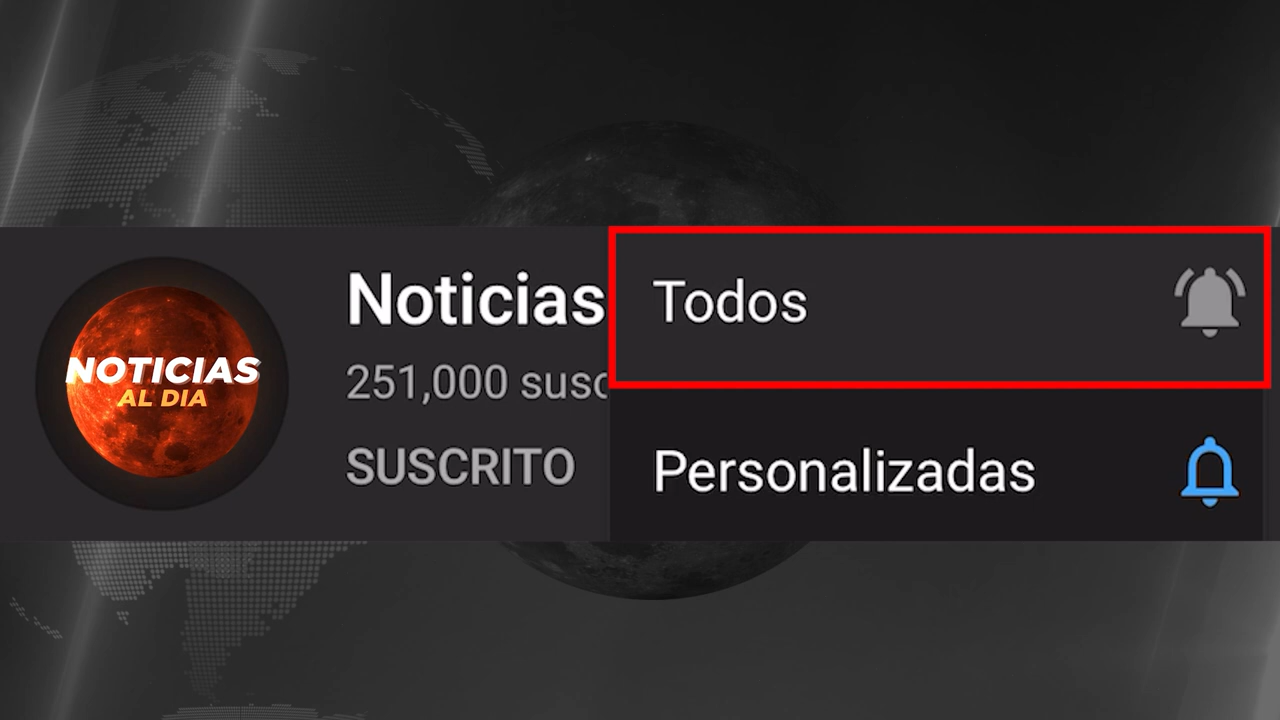 NOTICIAS
AL DIA
Noticias
251,000 susc
SUSCRITO
Todos
Personalizadas